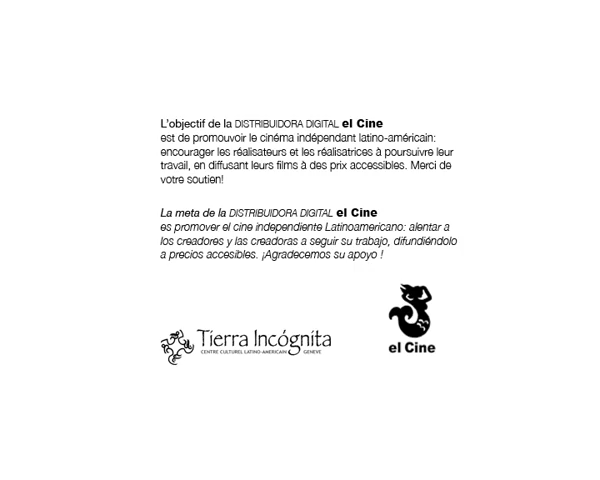 L'objectif de la DISTRIBUIDORA DIGITAL el Cine
est de promouvoir le cinéma indépendant latino-américain:
encourager les réalisateurs et les réalisatrices à poursuivre leur
travail, en diffusant leurs films à des prix accessibles. Merci de
votre soutien!
La meta de la DISTRIBUIDORA DIGITAL el Cine
es promover el cine independiente Latinoamericano: alentar a
los creadores y las creadoras a seguir su trabajo, difundiéndolo
a precios accesibles. ¡Agradecemos su apoyo !
Tierra Incógnita
CENTRE CULTUREL LATINO-AMERICAIN GENEVE
el Cine